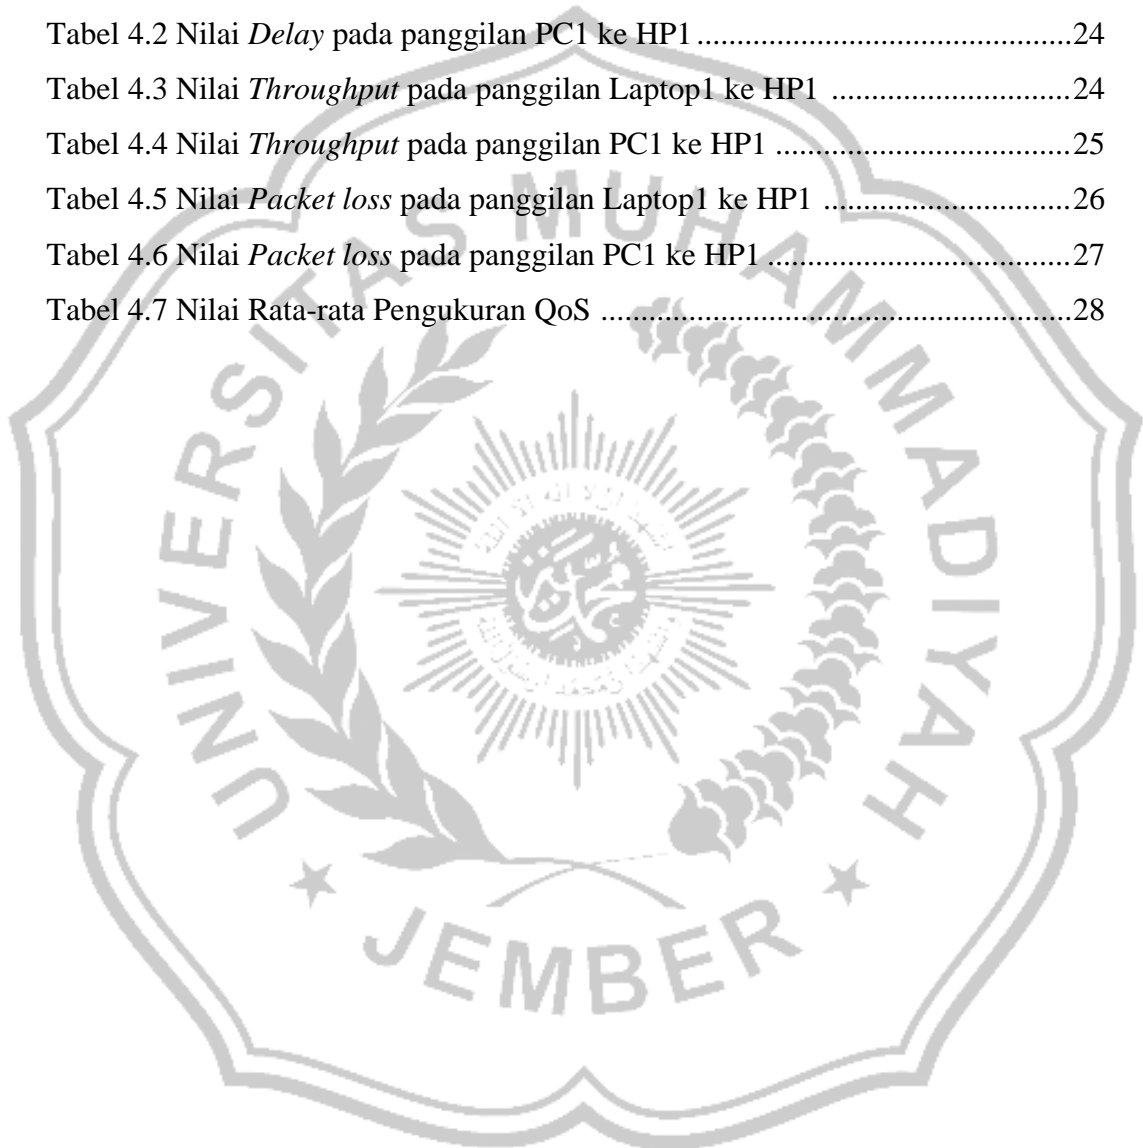 Tabel 4.2 Nilai Delay pada panggilan PC1 ke HP1 ...............................................24
Tabel 4.3 Nilai Throughput pada panggilan Laptop1 ke HP1 ..............................24
Tabel 4.4 Nilai Throughput pada panggilan PC1 ke HP1 .....................................25
Tabel 4.5 Nilai Packet loss pada panggilan Laptop1 ke HP1 ...............................26
Tabel 4.6 Nilai Packet loss pada panggilan PC1 ke HP1 ......................................27
Tabel 4.7 Nilai Rata-rata Pengukuran QoS ...........................................................28
UNIVERSITAS MUHAMMADIYAH
JEMBER